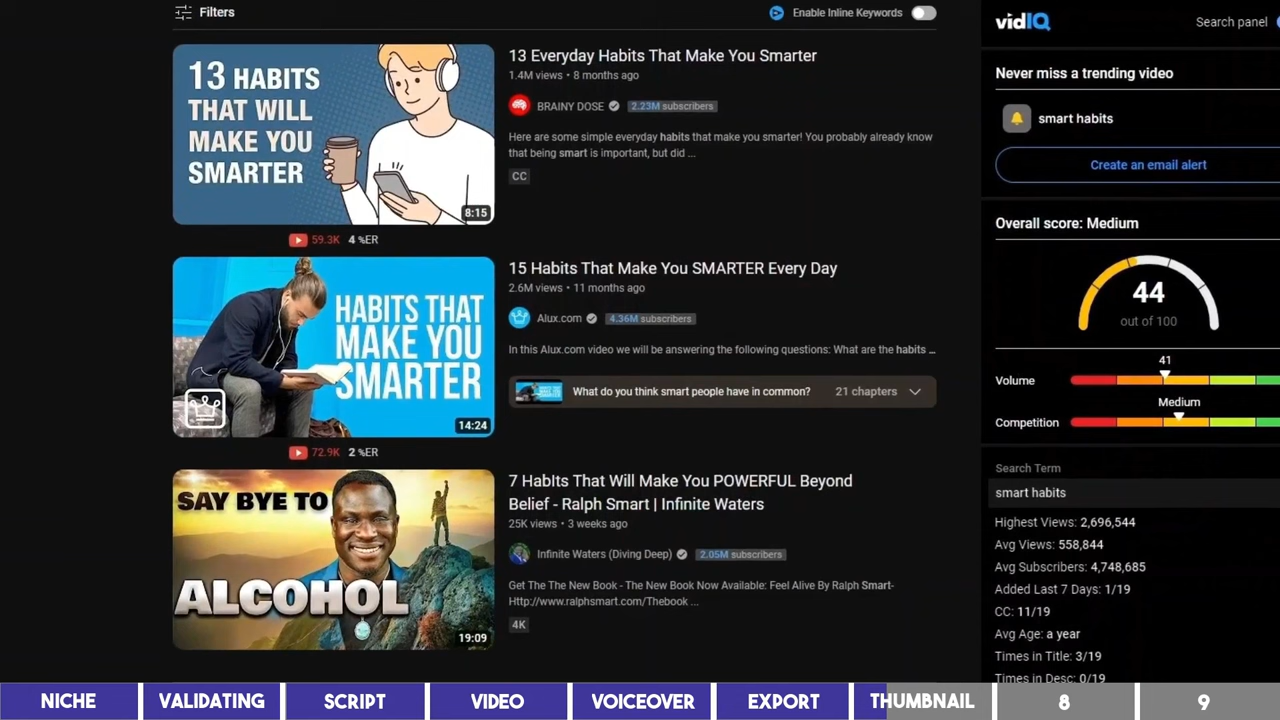 Filters
Enable Inline Keywords
13 HABITS
THAT WILL
MAKE YOU
SMARTER
8:15
59.3K 4 %ER
13 Everyday Habits That Make You Smarter
1.4M views • 8 months ago
BRAINY DOSE 2.23M subscribers
Here are some simple everyday habits that make you smarter! You probably already know
that being smart is important, but did ...
CC
HABITS THAT
MAKE YOU
SMARTER
14:24
72.9K 2 %ER
15 Habits That Make You SMARTER Every Day
2.6M views • 11 months ago
Alux.com 4.36M subscribers
In this Alux.com video we will be answering the following questions: What are the habits ...
What do you think smart people have in common? 21 chapters
SAY BYE TO
ALCOHOL
19:09
7 HabIts That Will Make You POWERFUL Beyond
Belief - Ralph Smart | Infinite Waters
25K views • 3 weeks ago
Infinite Waters (Diving Deep) 2.05M subscribers
Get The The New Book - The New Book Now Available: Feel Alive By Ralph Smart-
Http://www.ralphsmart.com/Thebook ...
4K
vidIQ Search panel
Never miss a trending video
smart habits
Create an email alert
Overall score: Medium
44
out of 100
41
Volume
Medium
Competition
Search Term
smart habits
Highest Views: 2,696,544
Avg Views: 558,844
Avg Subscribers: 4,748,685
Added Last 7 Days: 1/19
CC: 11/19
Avg Age: a year
Times in Title: 3/19
Times in Desc: 0/19
NICHE VALIDATING SCRIPT VIDEO VOICEOVER EXPORT THUMBNAIL 8 9